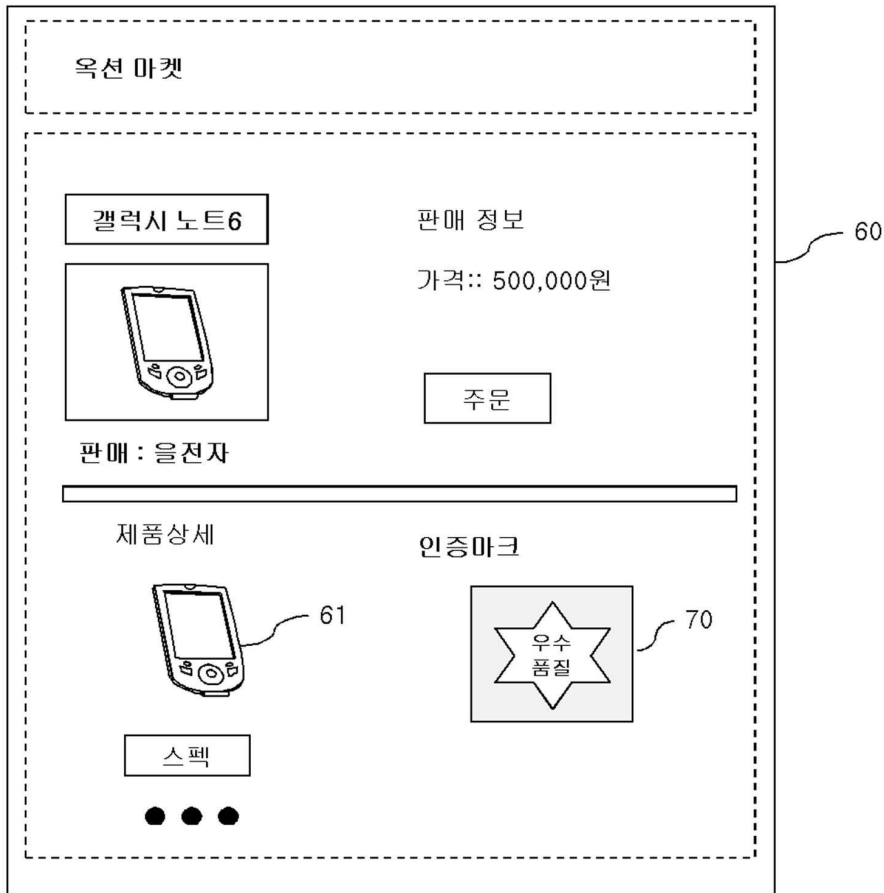 옥션 마켓
갤럭시 노트6
판매 정보
60
가격:: 500,000원
주문
판매 : 을전자
제품상세
인증마크
61
70
우수
품질
스펙